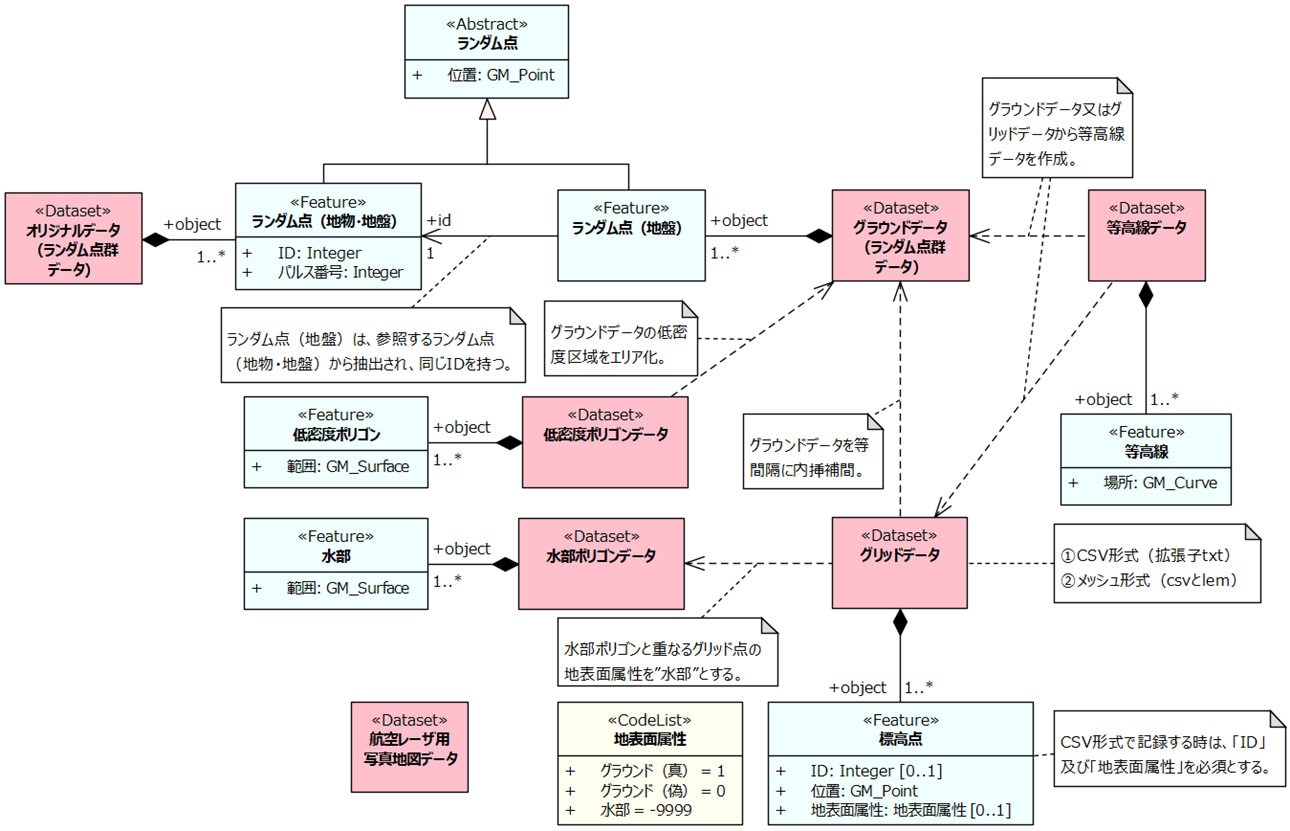 «Abstract»
ランダム点
+ 位置: GM_Point
グラウンドデータ又はグ
リッドデータから等高線
データを作成。
«Dataset»
オリジナルデータ
（ランダム点群
データ）
+object
1..*
«Feature»
ランダム点（地物・地盤）
+ ID: Integer
+ パルス番号: Integer
+id
1
«Feature»
ランダム点（地盤）
+object
1..*
«Dataset»
グラウンドデータ
（ランダム点群
データ）
«Dataset»
等高線データ
ランダム点（地盤）は、参照するランダム点
（地物・地盤）から抽出され、同じIDを持つ。
グラウンドデータの低密
度区域をエリア化。
«Feature»
低密度ポリゴン
+ 範囲: GM_Surface
+object
1..*
«Dataset»
低密度ポリゴンデータ
グラウンドデータを等
間隔に内挿補間。
+object
1..*
«Feature»
等高線
+ 場所: GM_Curve
«Feature»
水部
+ 範囲: GM_Surface
+object
1..*
«Dataset»
水部ポリゴンデータ
«Dataset»
グリッドデータ
①CSV形式（拡張子txt）
②メッシュ形式（csvとlem）
水部ポリゴンと重なるグリッド点の
地表面属性を”水部”とする。
+object
1..*
«Dataset»
航空レーザ用
写真地図データ
«CodeList»
地表面属性
+ グラウンド（真）= 1
+ グラウンド（偽）= 0
+ 水部 = -9999
«Feature»
標高点
+ ID: Integer [0..1]
+ 位置: GM_Point
+ 地表面属性: 地表面属性 [0..1]
CSV形式で記録する時は、「ID」
及び「地表面属性」を必須とする。